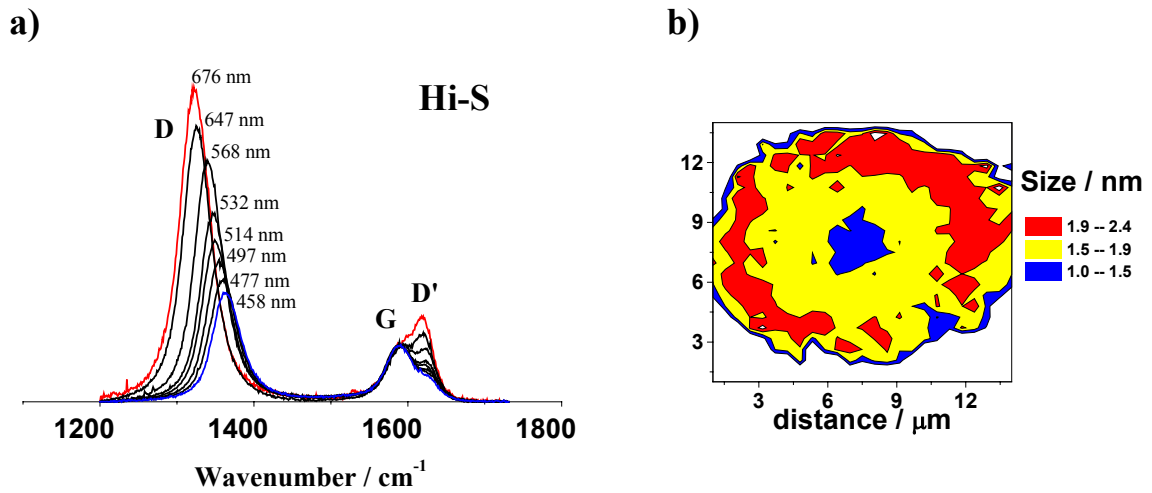 a)
b)
Hi-S
D
676 nm
647 nm
568 nm
532 nm
514 nm
497 nm
477 nm
458 nm
G
D'
1200
1400
1600
1800
Wavenumber / cm⁻¹
12
9
6
3
3
6
9
12
distance / μm
Size / nm
1.9 -- 2.4
1.5 -- 1.9
1.0 -- 1.5